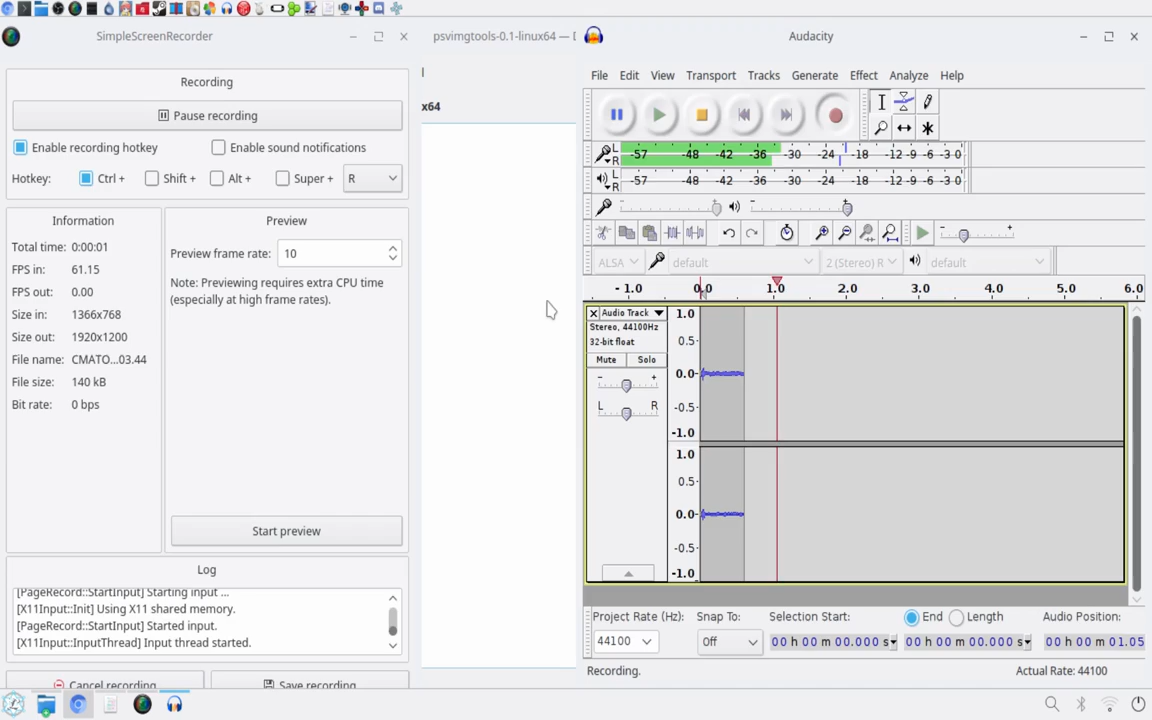 SimpleScreenRecorder
Recording
Pause recording
Enable recording hotkey
Enable sound notifications
Hotkey:
Ctrl +
Shift +
Alt +
Super +
R
Information
Total time: 0:00:01
FPS in: 61.15
FPS out: 0.00
Size in: 1366x768
Size out: 1920x1200
File name: CMATO...03.44
File size: 140 kB
Bit rate: 0 bps
Preview
Preview frame rate: 10
Note: Previewing requires extra CPU time
(especially at high frame rates).
Start preview
Log
[PageRecord::StartInput] Starting input ...
[X11Input::Init] Using X11 shared memory.
[PageRecord::StartInput] Started input.
[X11Input::InputThread] Input thread started.
Cancel recording
Save recording
psvimgtools-0.1-linux64 —
x64
Audacity
File Edit View Transport Tracks Generate Effect Analyze Help
L
R
-57 -48 -42 -36 -30 -24 -18 -12 -9 -6 -3 0
L
R
-57 -48 -42 -36 -30 -24 -18 -12 -9 -6 -3 0
ALSA
default
2 (Stereo) R
default
- 1.0 0.0 1.0 2.0 3.0 4.0 5.0 6.0
Audio Track
Stereo, 44100Hz
32-bit float
Mute Solo
- +
L R
1.0
0.5
0.0
-0.5
-1.0
1.0
0.5
0.0
-0.5
-1.0
Project Rate (Hz):
44100
Snap To:
Off
Selection Start:
00 h 00 m 00.000 s
End
Length
00 h 00 m 00.000 s
Audio Position:
00 h 00 m 01.05
Recording.
Actual Rate: 44100